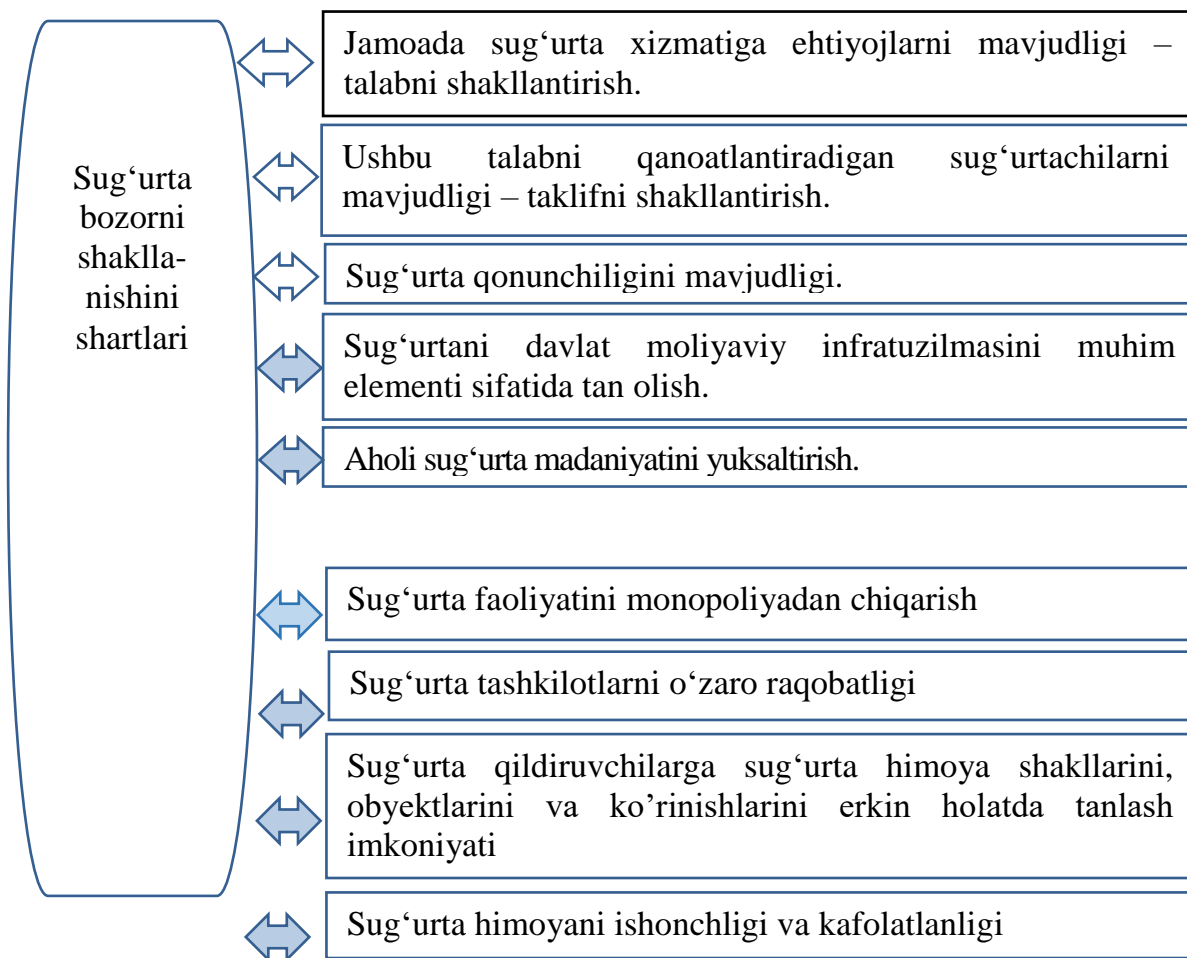 Sug‘urta
bozorni
shaklla-
nishini
shartlari
Jamoada sug‘urta xizmatiga ehtiyojlarni mavjudligi –
talabni shakllantirish.
Ushbu talabni qanoatlantiradigan sug‘urtachilarni
mavjudligi – taklifni shakllantirish.
Sug‘urta qonunchiligini mavjudligi.
Sug‘urtani davlat moliyaviy infratuzilmasini muhim
elementi sifatida tan olish.
Aholi sug‘urta madaniyatini yuksaltirish.
Sug‘urta faoliyatini monopoliyadan chiqarish
Sug‘urta tashkilotlarni o‘zaro raqobatligi
Sug‘urta qildiruvchilarga sug‘urta himoya shakllarini,
obyektlarini va ko’rinishlarini erkin holatda tanlash
imkoniyati
Sug‘urta himoyani ishonchligi va kafolatlanligi